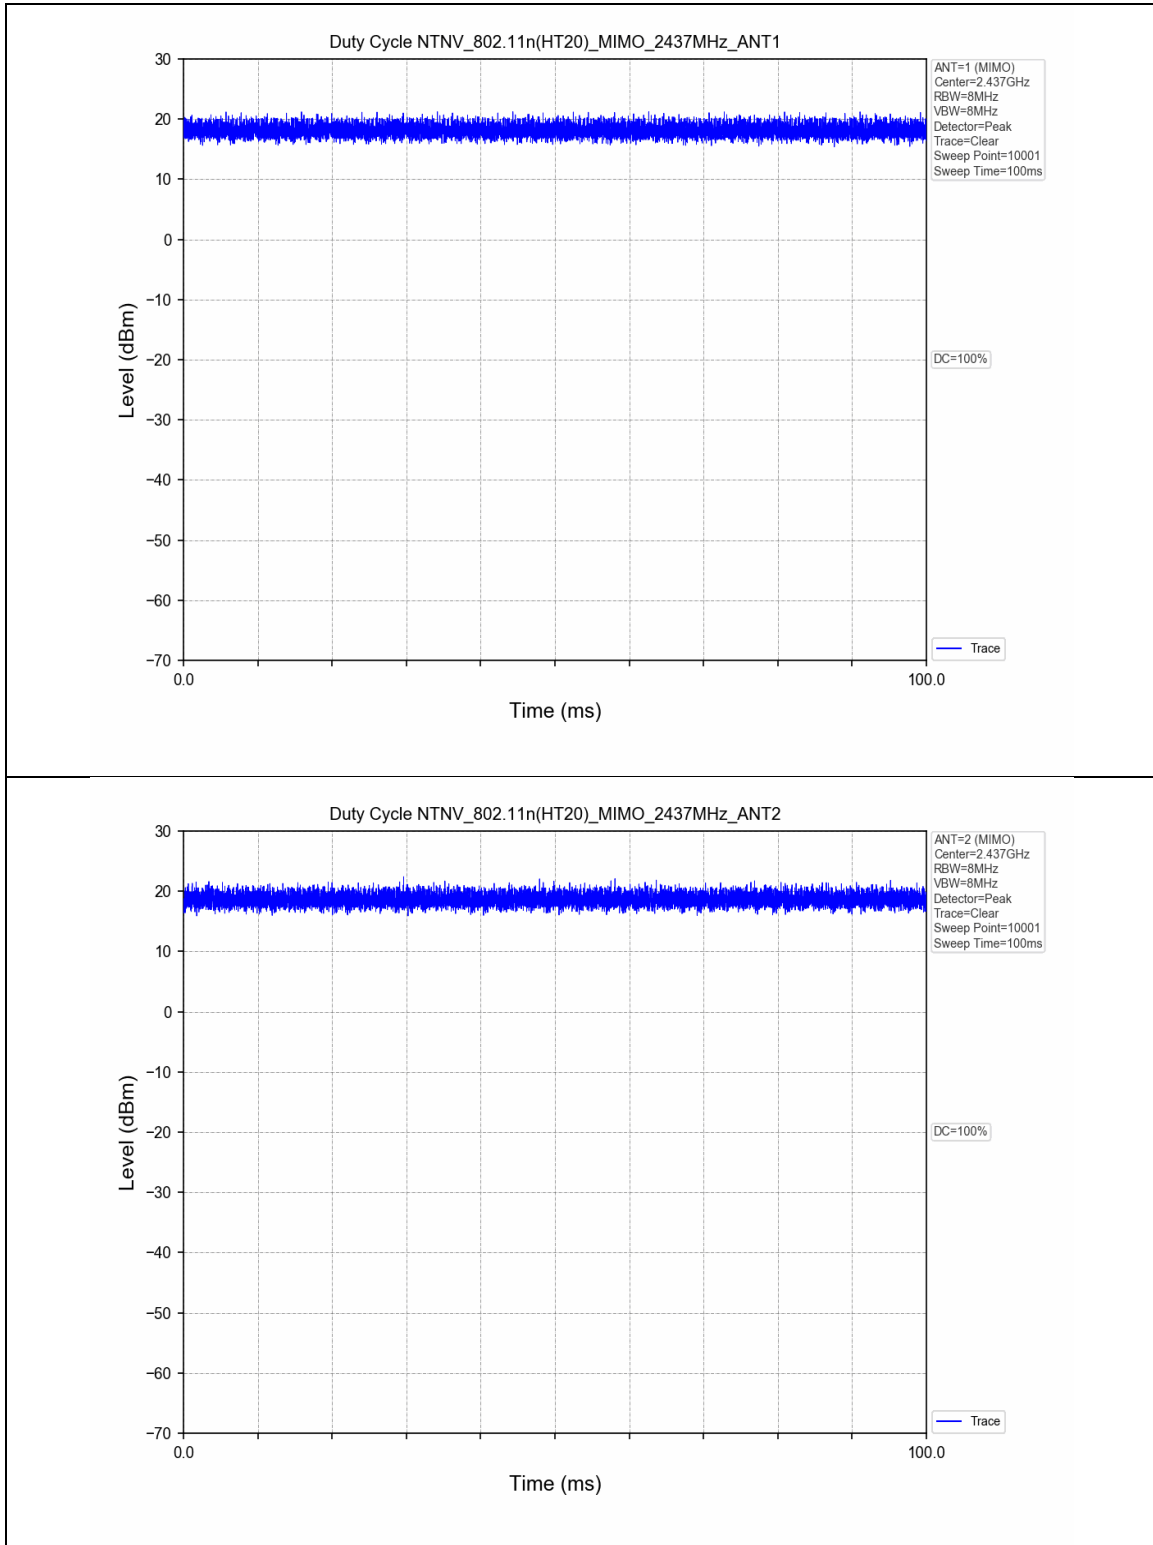 Duty Cycle NTNV_802.11n(HT20)_MIMO_2437MHz_ANT1
30
20
10
0
−10
−20
−30
−40
−50
−60
−70
Level (dBm)
0.0
100.0
Time (ms)
ANT=1 (MIMO)
Center=2.437GHz
RBW=8MHz
VBW=8MHz
Detector=Peak
Trace=Clear
Sweep Point=10001
Sweep Time=100ms
DC=100%
Trace
Duty Cycle NTNV_802.11n(HT20)_MIMO_2437MHz_ANT2
30
20
10
0
−10
−20
−30
−40
−50
−60
−70
Level (dBm)
0.0
100.0
Time (ms)
ANT=2 (MIMO)
Center=2.437GHz
RBW=8MHz
VBW=8MHz
Detector=Peak
Trace=Clear
Sweep Point=10001
Sweep Time=100ms
DC=100%
Trace